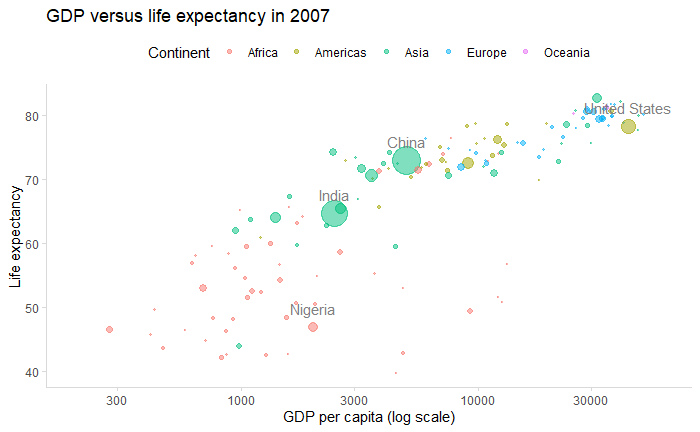 GDP versus life expectancy in 2007
Continent Africa Americas Asia Europe Oceania
80
70
60
50
40
Life expectancy
United States
China
India
Nigeria
300 1000 3000 10000 30000
GDP per capita (log scale)